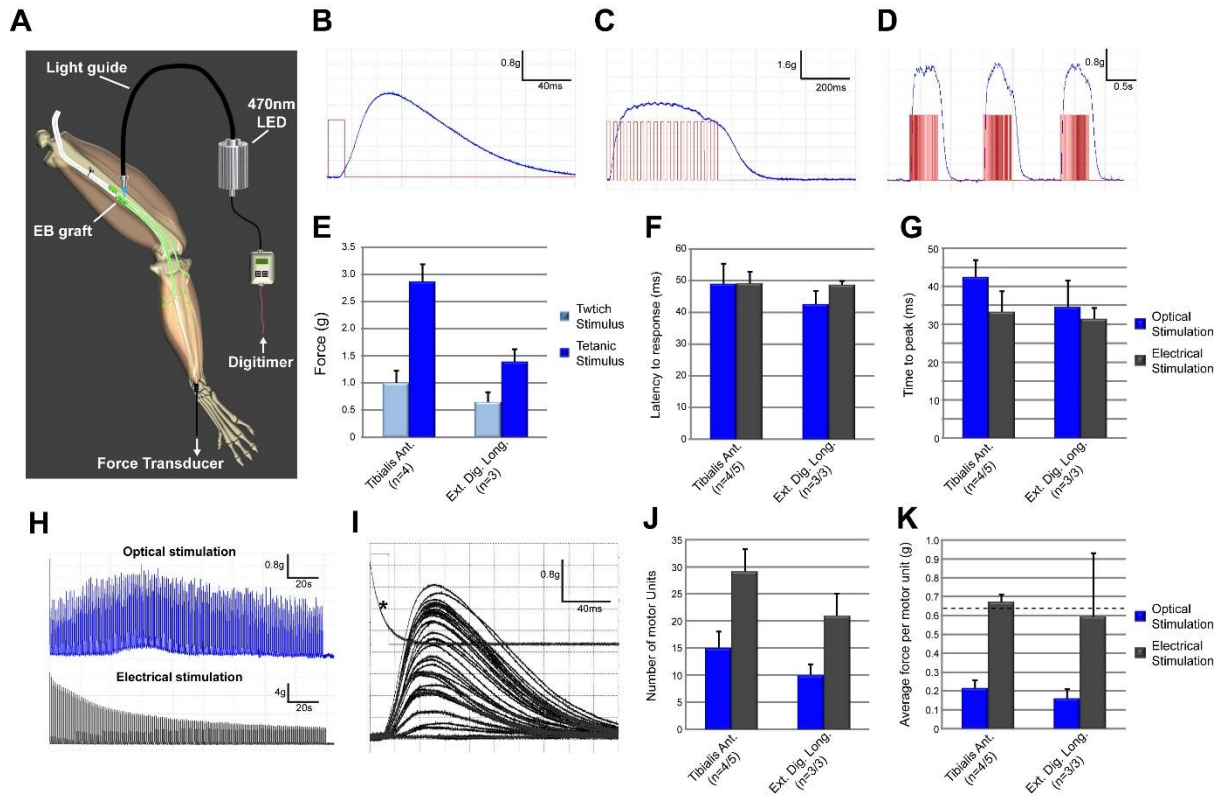 A
Light guide
470nm
LED
EB graft
Digitimer
Force Transducer
B
0.8g
40ms
C
1.6g
200ms
D
0.8g
0.5s
E
Force (g)
3.5
3.0
2.5
2.0
1.5
1.0
0.5
0
Tibialis Ant.
(n=4)
Ext. Dig. Long.
(n=3)
Twtich
Stimulus
Tetanic
Stimulus
F
Latency to response (ms)
60
50
40
30
20
10
0
Tibialis Ant.
(n=4/5)
Ext. Dig. Long.
(n=3/3)
G
Time to peak
(ms)
50
40
30
20
10
0
Tibialis Ant.
(n=4/5)
Ext. Dig. Long.
(n=3/3)
Optical
Stimulation
Electrical
Stimulation
H
Optical stimulation
0.8g
20s
Electrical stimulation
4g
20s
I
*
0.8g
40ms
J
Number of motor Units
35
30
25
20
15
10
5
0
Tibialis Ant.
(n=4/5)
Ext. Dig. Long.
(n=3/3)
K
Average force per motor unit (g)
1.0
0.9
0.8
0.7
0.6
0.5
0.4
0.3
0.2
0.1
0
Tibialis Ant.
(n=4/5)
Ext. Dig. Long.
(n=3/3)
Optical
Stimulation
Electrical
Stimulation